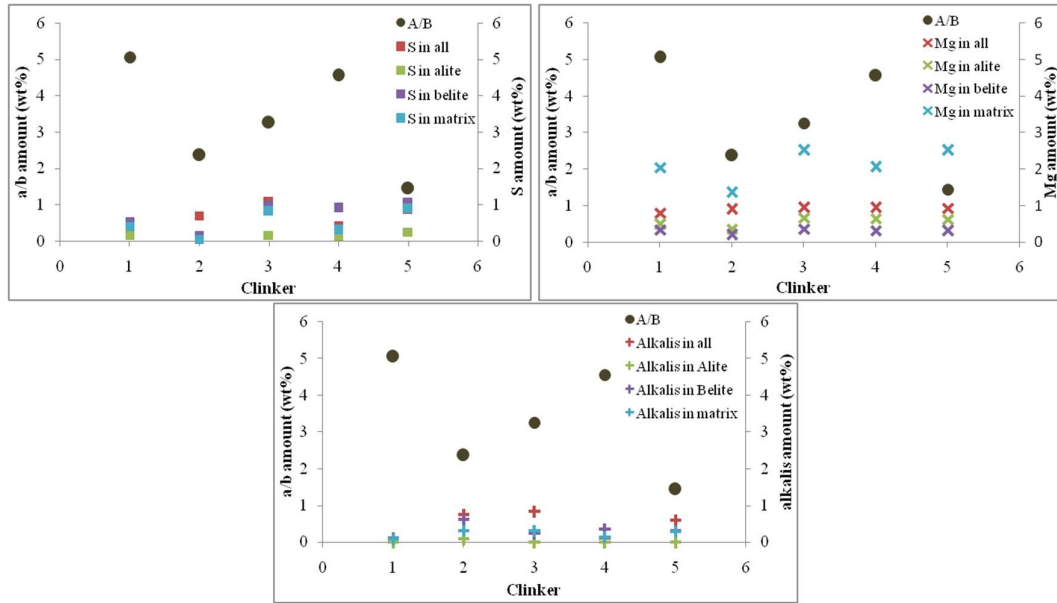 6
5
4
3
2
1
0
a/b amount (wt%)
A/B
S in all
S in alite
S in belite
S in matrix
6
5
4
3
2
1
0
S amount (wt%)
0 1 2 3 4 5 6
Clinker
6
5
4
3
2
1
0
a/b amount (wt%)
A/B
Mg in all
Mg in alite
Mg in belite
Mg in matrix
6
5
4
3
2
1
0
Mg amount (wt%)
0 1 2 3 4 5 6
Clinker
6
5
4
3
2
1
0
a/b amount (wt%)
A/B
Alkalis in all
Alkalis in Alite
Alkalis in Belite
Alkalis in matrix
6
5
4
3
2
1
0
alkalis amount (wt%)
0 1 2 3 4 5 6
Clinker